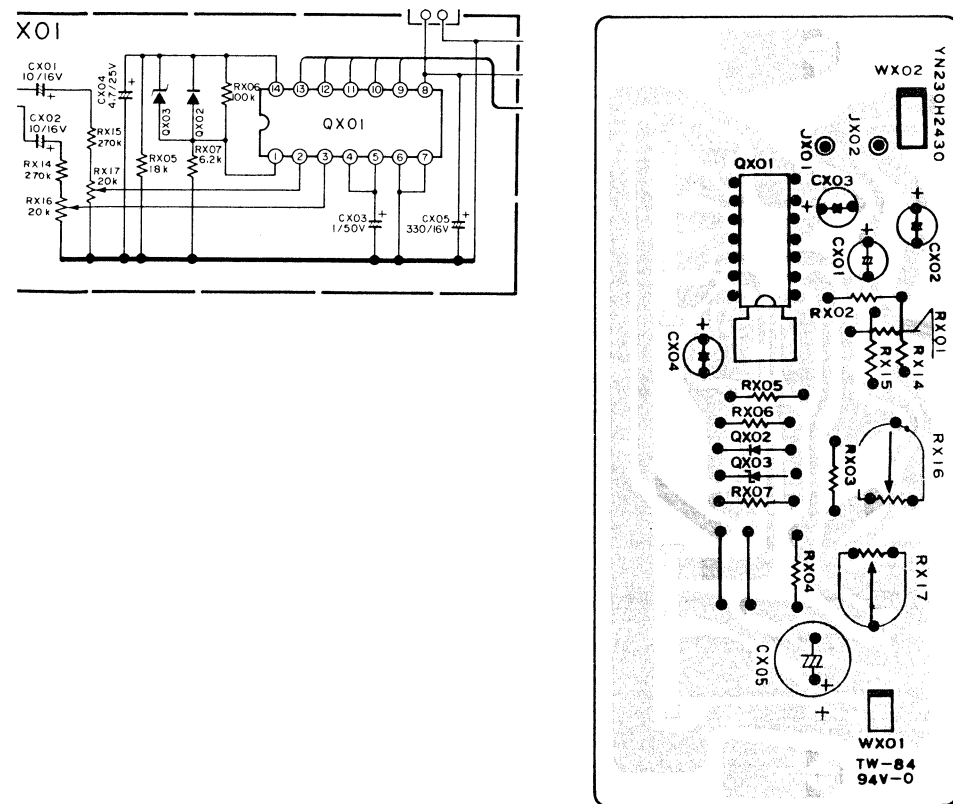 X01
CX01
10/16V
CX02
10/16V
CX04
4.7/25V
RX15
270k
RX14
270k
RX17
20k
RX16
20k
RX05
18k
QX03
QX02
RX07
6.2k
RX06
100k
14 13 12 11 10 9 8
QX01
1 2 3 4 5 6 7
CX03
1/50V
CX05
330/16V
YN230H2430
WX02
JX01
JX02
QX01
CX03
CX01
CX02
RX02
RX01
RX15
RX14
CX04
RX05
RX06
QX02
QX03
RX07
RX03
RX16
RX04
RX17
CX05
WX01
TW-84
94V-0